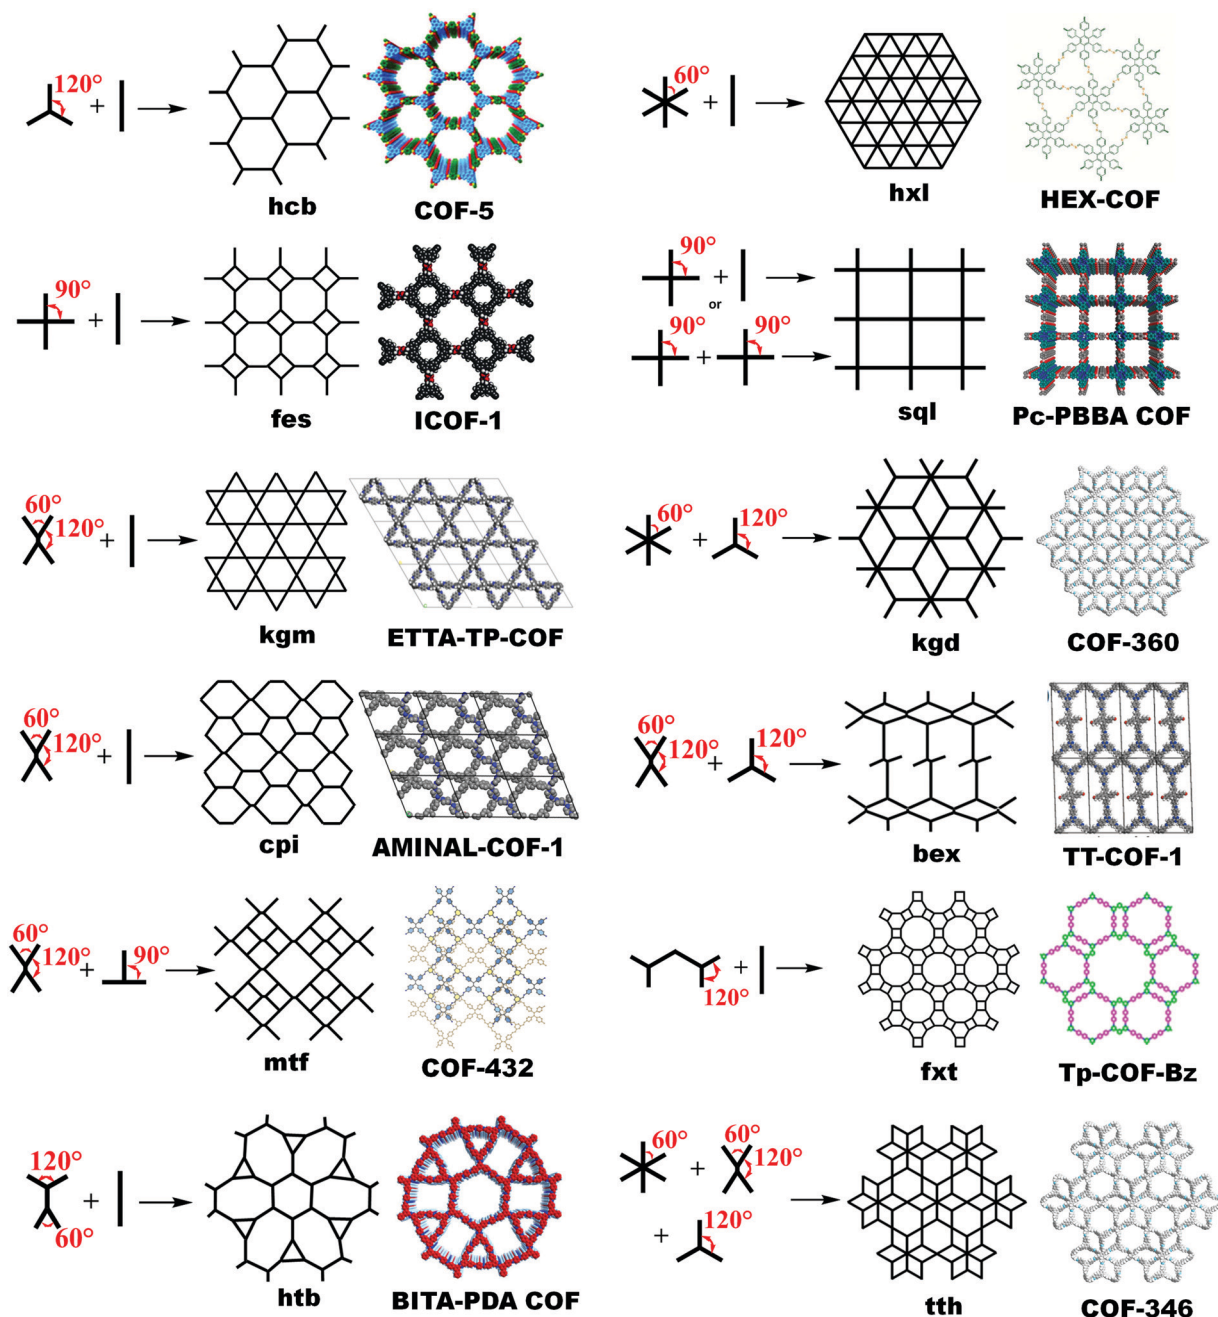 120°
+
hcb
COF-5
60°
+
hxl
HEX-COF
90°
+
fes
ICOF-1
90°
+
or
90°
+
90°
sql
Pc-PBBA COF
60°
120°
+
kgm
ETTA-TP-COF
60°
+
120°
kgd
COF-360
60°
120°
+
cpi
AMINAL-COF-1
60°
120°
+
120°
bex
TT-COF-1
60°
120°
+
90°
mtf
COF-432
120°
+
fxt
Tp-COF-Bz
120°
60°
+
htb
BITA-PDA COF
60°
+
60°
120°
+
120°
tth
COF-346